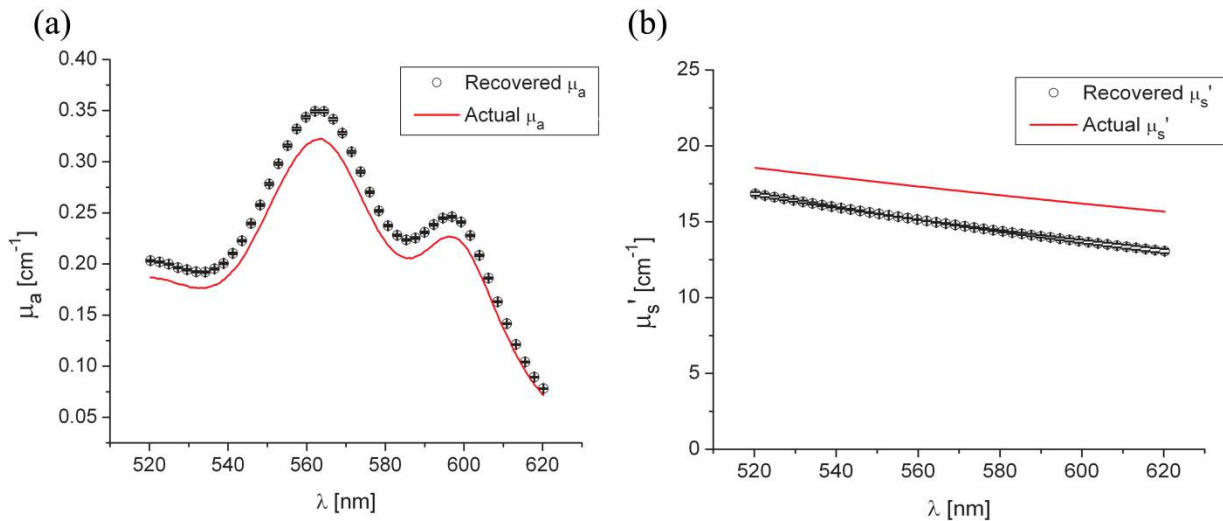 (a)
0.40
0.35
0.30
0.25
0.20
0.15
0.10
0.05
μa [cm-1]
520 540 560 580 600 620
λ [nm]
Recovered μa
Actual μa
(b)
25
20
15
10
5
0
μs' [cm-1]
520 540 560 580 600 620
λ [nm]
Recovered μs'
Actual μs'